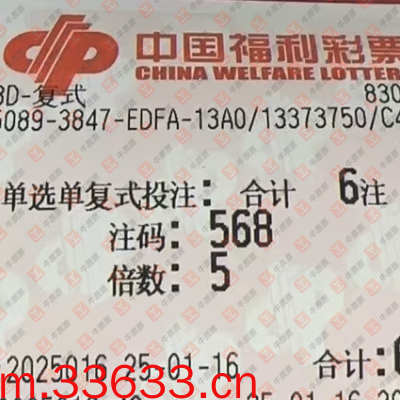 中国福利彩票
CHINA WELFARE LOTTERY
3D-复式 830
6089-3847-EDFA-13A0/13373750/C4
单选单复式投注: 合计 6注
注码: 568
倍数: 5
2025016 25-01-16 合计:
m.33633.cn